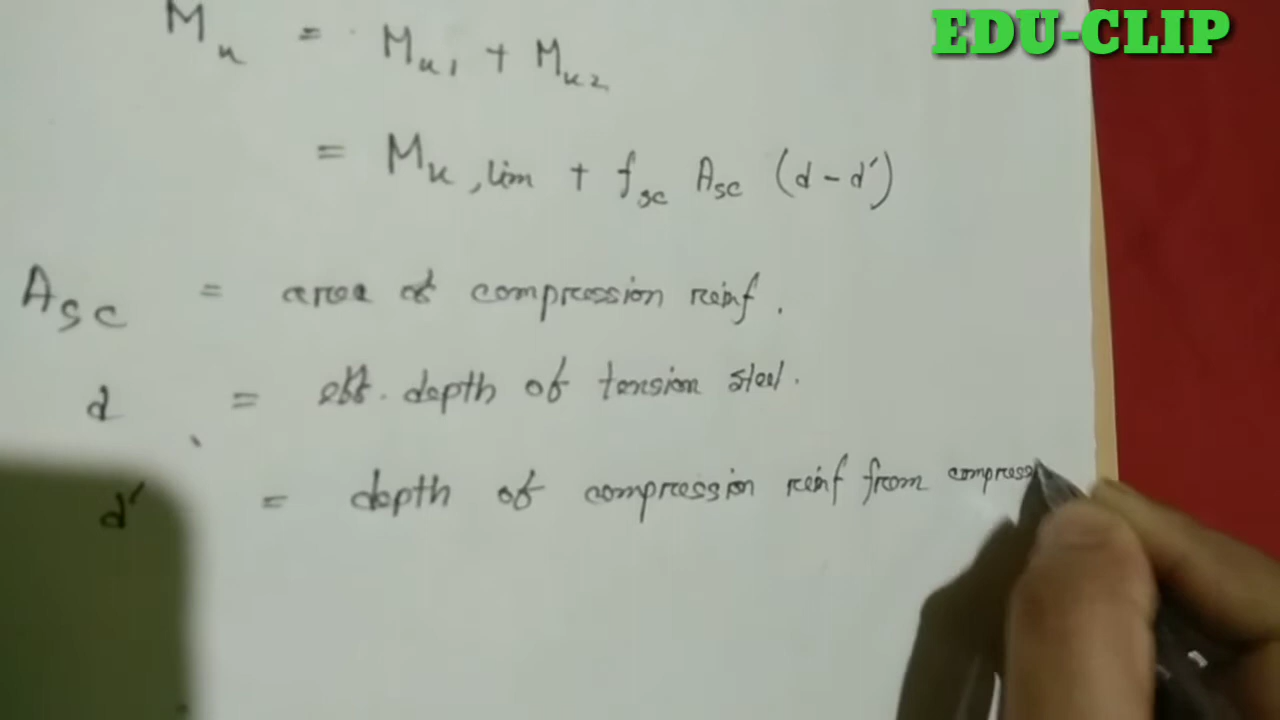 EDU-CLIP
Mu = Mu1 + Mu2
= Mu,lim + fsc Asc (d - d')
Asc = area of compression reinf.
d = eff. depth of tension steel.
d' = depth of compression reinf from compress